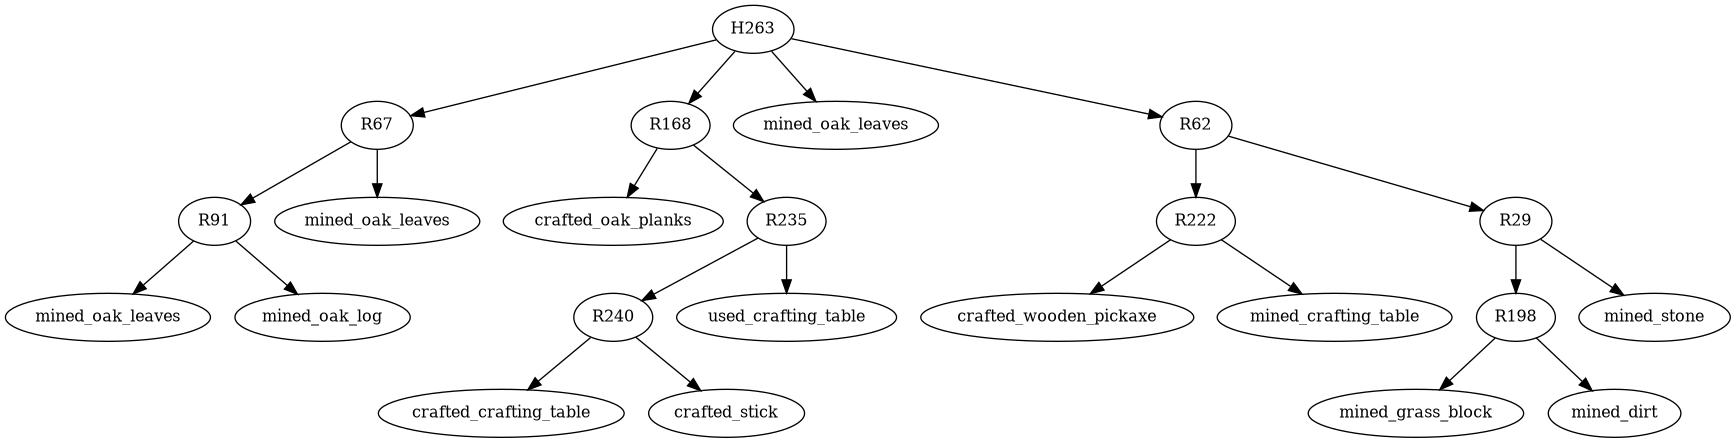 H263
R67
R168
mined_oak_leaves
R62
R91
mined_oak_leaves
crafted_oak_planks
R235
R222
R29
mined_oak_leaves
mined_oak_log
R240
used_crafting_table
crafted_wooden_pickaxe
mined_crafting_table
R198
mined_stone
crafted_crafting_table
crafted_stick
mined_grass_block
mined_dirt